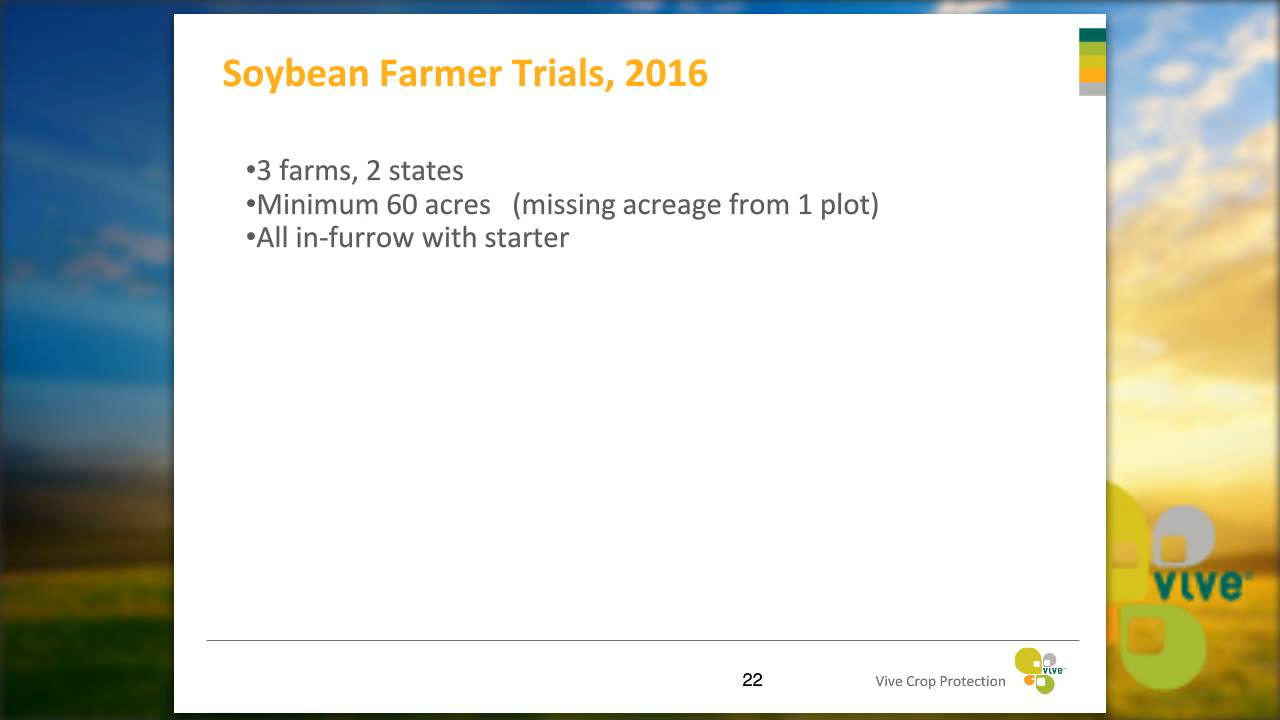 Soybean Farmer Trials, 2016
•3 farms, 2 states
•Minimum 60 acres (missing acreage from 1 plot)
•All in-furrow with starter
22
Vive Crop Protection
vive
vive